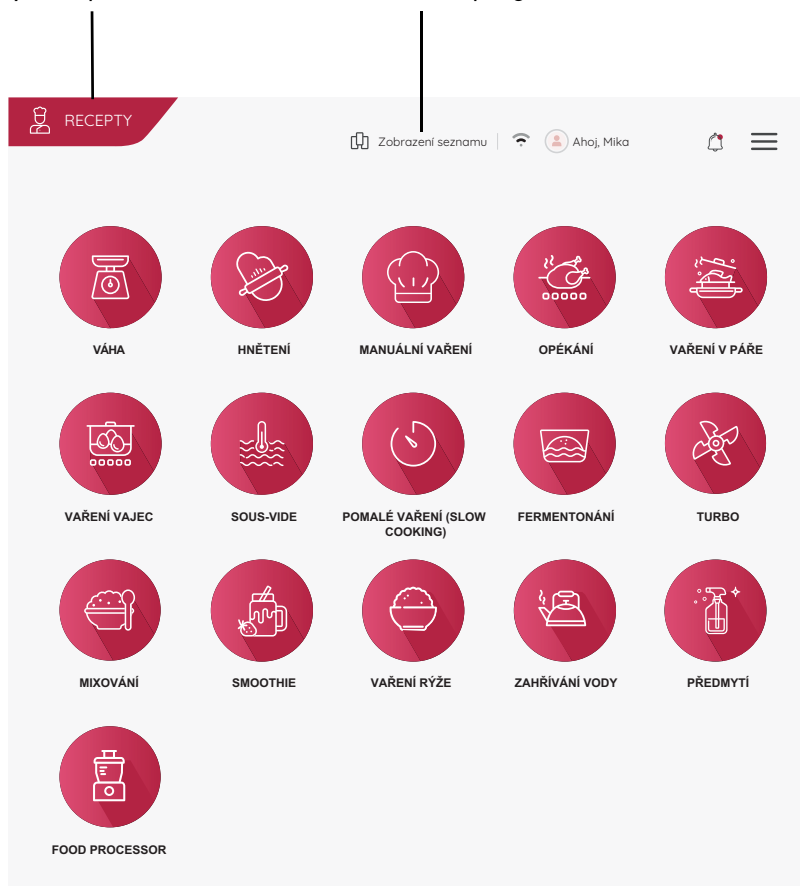 RECEPTY
Zobrazení seznamu
Ahoj, Mika
VÁHA
HNĚTENÍ
MANUÁLNÍ VAŘENÍ
OPÉKÁNÍ
VAŘENÍ V PÁŘE
VAŘENÍ VAJEC
SOUS-VIDE
POMALÉ VAŘENÍ (SLOW
COOKING)
FERMENTONÁNÍ
TURBO
MIXOVÁNÍ
SMOOTHIE
VAŘENÍ RÝŽE
ZAHŘÍVÁNÍ VODY
PŘEDMYTÍ
FOOD PROCESSOR